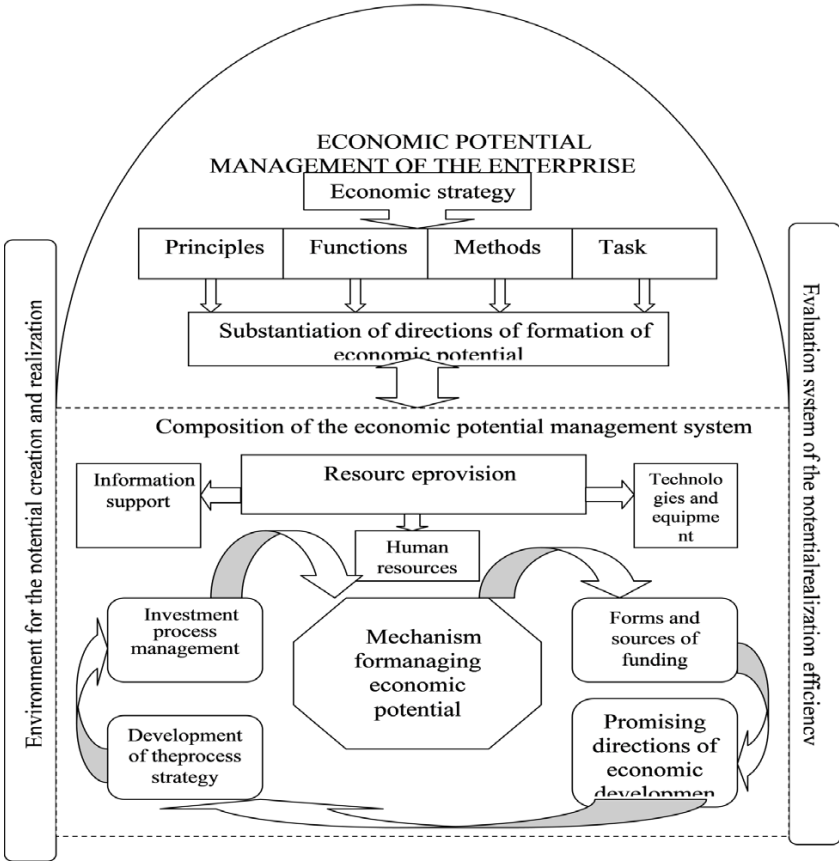 ECONOMIC POTENTIAL
MANAGEMENT OF THE ENTERPRISE
Economic strategy
Principles
Functions
Methods
Task
Substantiation of directions of formation of
economic potential
Environment for the potential creation and realization
Evaluation system of the potentialrealization efficiency
Composition of the economic potential management system
Information
support
Resourc eprovision
Technolo
gies and
equipme
nt
Human
resources
Investment
process
management
Mechanism
formanaging
economic
potential
Forms and
sources of
funding
Development
of theprocess
strategy
Promising
directions of
economic
developmen